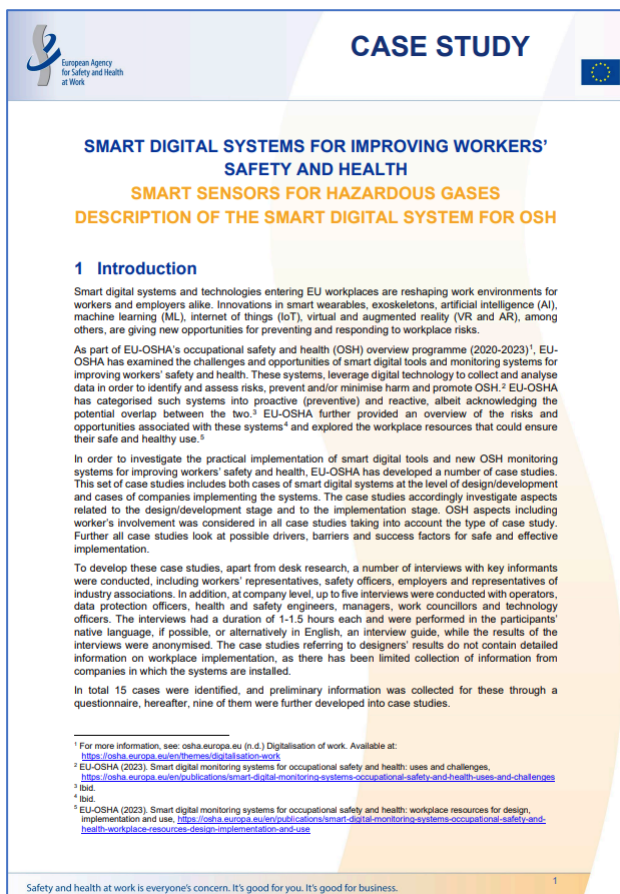 European Agency
for Safety and Health
at Work
CASE STUDY
SMART DIGITAL SYSTEMS FOR IMPROVING WORKERS'
SAFETY AND HEALTH
SMART SENSORS FOR HAZARDOUS GASES
DESCRIPTION OF THE SMART DIGITAL SYSTEM FOR OSH
1 Introduction
Smart digital systems and technologies entering EU workplaces are reshaping work environments for
workers and employers alike. Innovations in smart wearables, exoskeletons, artificial intelligence (AI),
machine learning (ML), internet of things (IoT), virtual and augmented reality (VR and AR), among
others, are giving new opportunities for preventing and responding to workplace risks.
As part of EU-OSHA's occupational safety and health (OSH) overview programme (2020-2023)¹, EU-
OSHA has examined the challenges and opportunities of smart digital tools and monitoring systems for
improving workers' safety and health. These systems, leverage digital technology to collect and analyse
data in order to identify and assess risks, prevent and/or minimise harm and promote OSH.² EU-OSHA
has categorised such systems into proactive (preventive) and reactive, albeit acknowledging the
potential overlap between the two.³ EU-OSHA further provided an overview of the risks and
opportunities associated with these systems⁴ and explored the workplace resources that could ensure
their safe and healthy use.⁵
In order to investigate the practical implementation of smart digital tools and new OSH monitoring
systems for improving workers' safety and health, EU-OSHA has developed a number of case studies.
This set of case studies includes both cases of smart digital systems at the level of design/development
and cases of companies implementing the systems. The case studies accordingly investigate aspects
related to the design/development stage and to the implementation stage. OSH aspects including
worker's involvement was considered in all case studies taking into account the type of case study.
Further all case studies look at possible drivers, barriers and success factors for safe and effective
implementation.
To develop these case studies, apart from desk research, a number of interviews with key informants
were conducted, including workers' representatives, safety officers, employers and representatives of
industry associations. In addition, at company level, up to five interviews were conducted with operators,
data protection officers, health and safety engineers, managers, work councillors and technology
officers. The interviews had a duration of 1-1.5 hours each and were performed in the participants'
native language, if possible, or alternatively in English, an interview guide, while the results of the
interviews were anonymised. The case studies referring to designers' results do not contain detailed
information on workplace implementation, as there has been limited collection of information from
companies in which the systems are installed.
In total 15 cases were identified, and preliminary information was collected for these through a
questionnaire, hereafter, nine of them were further developed into case studies.
¹ For more information, see: osha.europa.eu (n.d.) Digitalisation of work. Available at:
https://osha.europa.eu/en/themes/digitalisation-work
² EU-OSHA (2023). Smart digital monitoring systems for occupational safety and health: uses and challenges,
https://osha.europa.eu/en/publications/smart-digital-monitoring-systems-occupational-safety-and-health-uses-and-challenges
³ Ibid.
⁴ Ibid.
⁵ EU-OSHA (2023). Smart digital monitoring systems for occupational safety and health: workplace resources for design,
implementation and use, https://osha.europa.eu/en/publications/smart-digital-monitoring-systems-occupational-safety-and-
health-workplace-resources-design-implementation-and-use
Safety and health at work is everyone's concern. It's good for you. It's good for business.
1